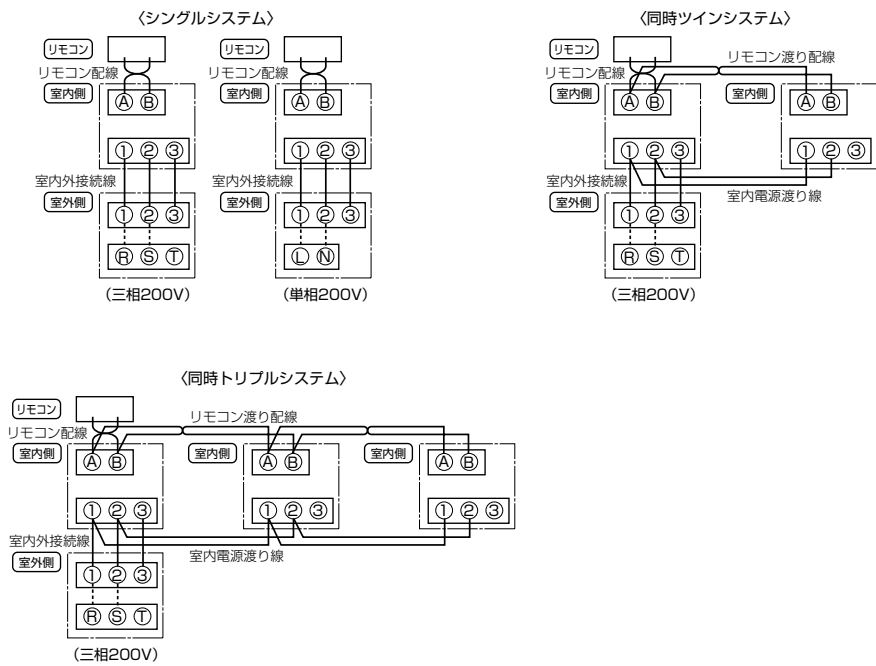 〈シングルシステム〉
リモコン
リモコン
リモコン配線
リモコン配線
室内側
Ⓐ Ⓑ
室内側
Ⓐ Ⓑ
① ② ③
① ② ③
室内外接続線
室内外接続線
室外側
① ② ③
室外側
① ② ③
Ⓡ Ⓢ Ⓣ
Ⓛ Ⓝ
(三相200V)
(単相200V)
〈同時ツインシステム〉
リモコン
リモコン渡り配線
リモコン配線
室内側
Ⓐ Ⓑ
室内側
Ⓐ Ⓑ
① ② ③
① ② ③
室内外接続線
室内電源渡り線
室外側
① ② ③
Ⓡ Ⓢ Ⓣ
(三相200V)
〈同時トリプルシステム〉
リモコン
リモコン渡り配線
リモコン配線
室内側
Ⓐ Ⓑ
室内側
Ⓐ Ⓑ
室内側
Ⓐ Ⓑ
① ② ③
① ② ③
① ② ③
室内外接続線
室内電源渡り線
室外側
① ② ③
Ⓡ Ⓢ Ⓣ
(三相200V)